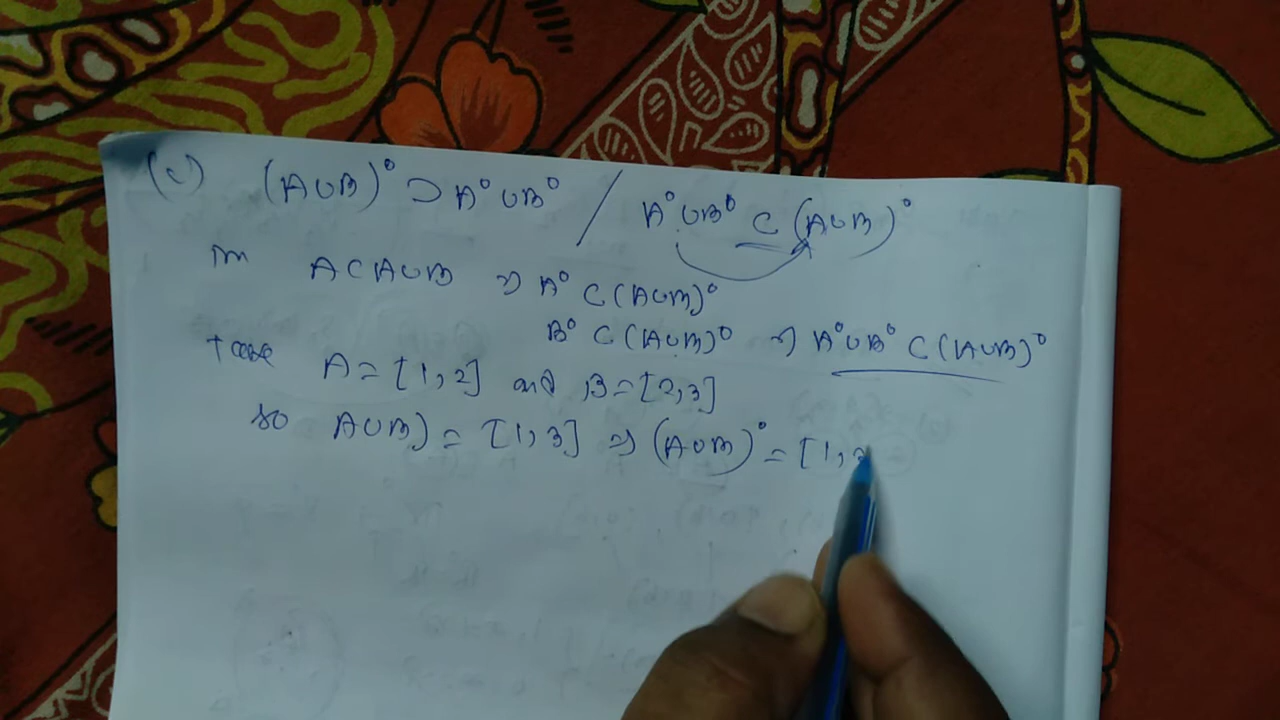 (c) (A∪B)° ⊃ A°∪B° / A°∪B° ⊂ (A∪B)°
A⊂A∪B ⇒ A° ⊂ (A∪B)°
B° ⊂ (A∪B)° ⇒ A°∪B° ⊂ (A∪B)°
A = [1,2] and B = [2,3]
so A∪B) = [1,3] ⇒ (A∪B)° = [1,